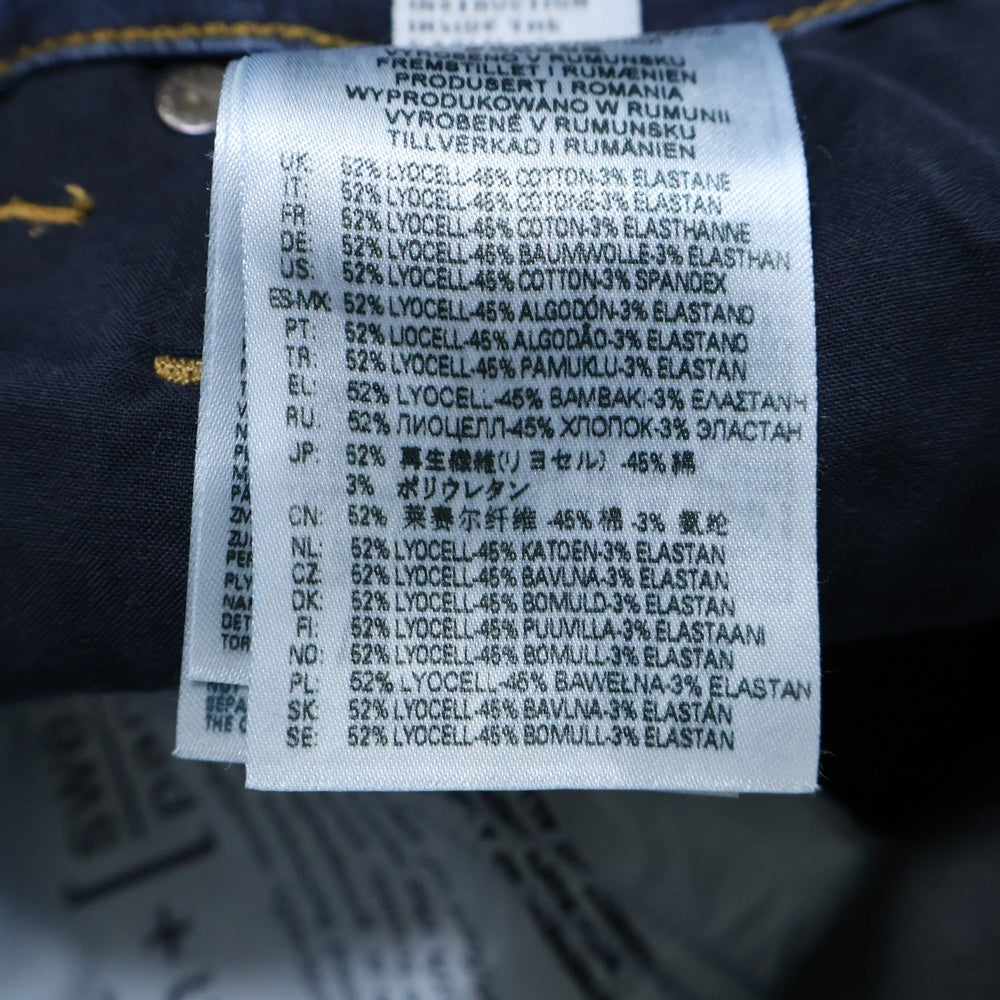 INSIDE THE
VYROBENO V RUMUNSKU
FREMSTILLET I RUMÆNIEN
PRODUSERT I ROMANIA
WYPRODUKOWANO W RUMUNII
VYROBENÉ V RUMUNSKU
TILLVERKAD I RUMÄNIEN
UK: 52% LYOCELL-45% COTTON-3% ELASTANE
IT: 52% LYOCELL-45% COTONE-3% ELASTAN
FR: 52% LYOCELL-45% COTON-3% ELASTHANNE
DE: 52% LYOCELL-45% BAUMWOLLE-3% ELASTHAN
US: 52% LYOCELL-45% COTTON-3% SPANDEX
ES-MX: 52% LYOCELL-45% ALGODÓN-3% ELASTANO
PT: 52% LIOCELL-45% ALGODÃO-3% ELASTANO
TR: 52% LYOCELL-45% PAMUKLU-3% ELASTAN
EL: 52% LYOCELL-45% BAMBAKI-3% ΕΛΑΣΤΑΝΗ
RU: 52% ЛИОЦЕЛЛ-45% ХЛОПОК-3% ЭЛАСТАН
JP: 52% 再生繊維(リヨセル) -45% 綿
3% ポリウレタン
CN: 52% 莱赛尔纤维 -45% 棉 -3% 氨纶
NL: 52% LYOCELL-45% KATOEN-3% ELASTAN
CZ: 52% LYOCELL-45% BAVLNA-3% ELASTAN
DK: 52% LYOCELL-45% BOMULD-3% ELASTAN
FI: 52% LYOCELL-45% PUUVILLA-3% ELASTAANI
NO: 52% LYOCELL-45% BOMULL-3% ELASTAN
PL: 52% LYOCELL-45% BAWEŁNA-3% ELASTAN
SK: 52% LYOCELL-45% BAVLNA-3% ELASTAN
SE: 52% LYOCELL-45% BOMULL-3% ELASTAN